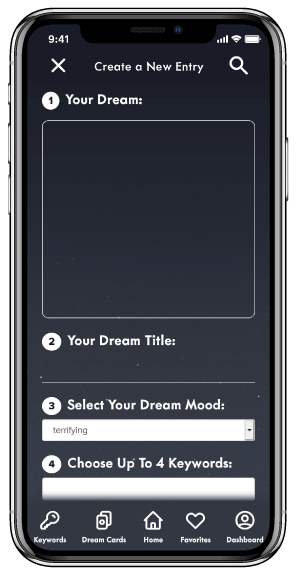 9:41
Create a New Entry
1 Your Dream:
2 Your Dream Title:
3 Select Your Dream Mood:
terrifying
4 Choose Up To 4 Keywords:
Keywords Dream Cards Home Favorites Dashboard